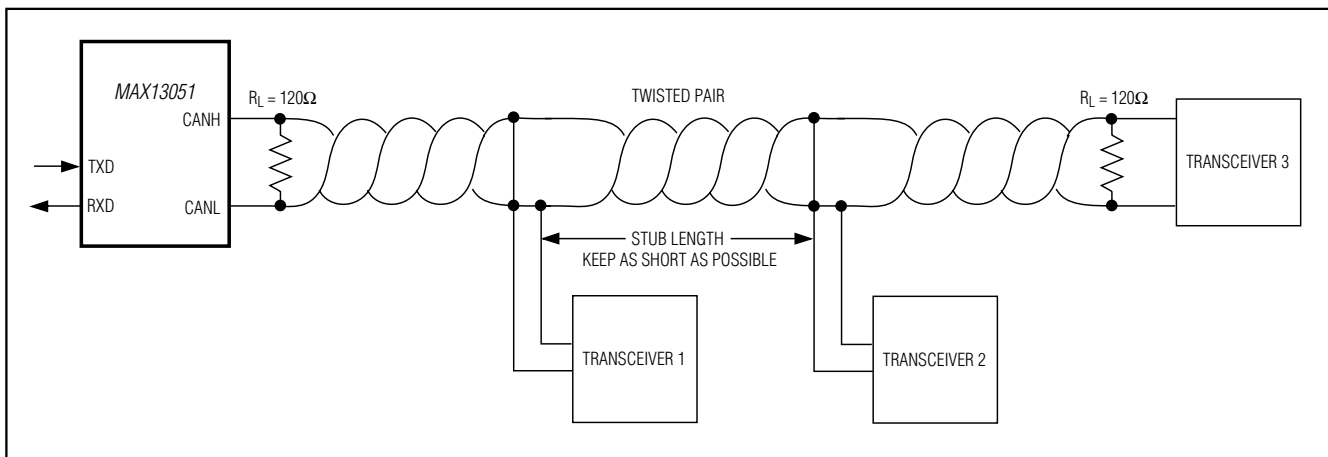 MAX13051
CANH
TXD
RXD
CANL
R_L = 120Ω
TWISTED PAIR
R_L = 120Ω
TRANSCEIVER 3
STUB LENGTH
KEEP AS SHORT AS POSSIBLE
TRANSCEIVER 1
TRANSCEIVER 2